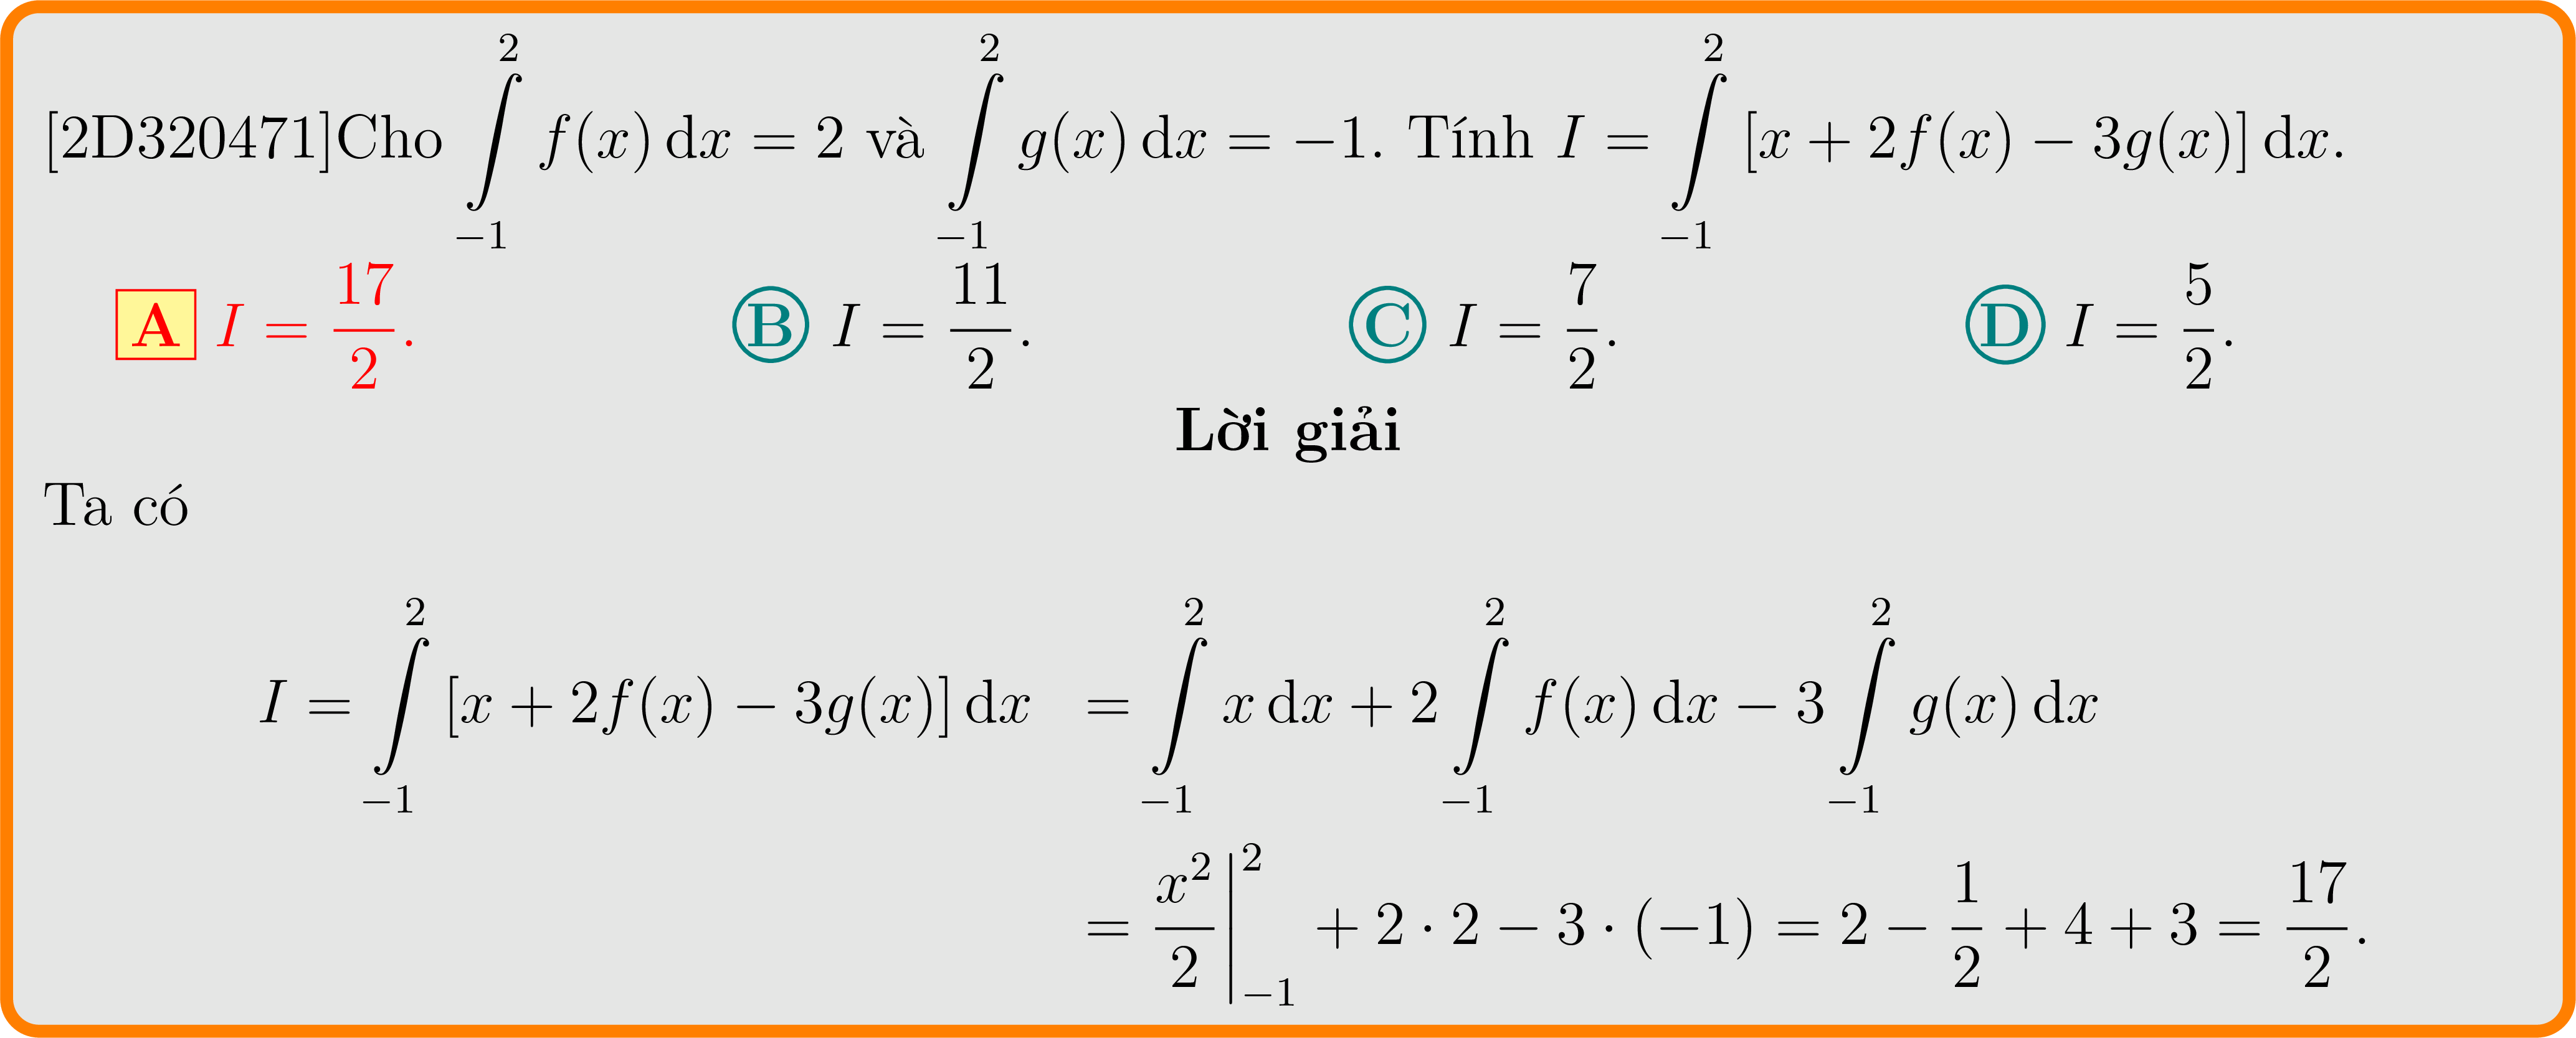 [2D320471]Cho $\int\limits_{-1}^{2} f(x)\,\mathrm{d}x = 2$ và $\int\limits_{-1}^{2} g(x)\,\mathrm{d}x = -1$. Tính $I = \int\limits_{-1}^{2} [x + 2f(x) - 3g(x)]\,\mathrm{d}x$.
A $I = \frac{17}{2}$. B $I = \frac{11}{2}$. C $I = \frac{7}{2}$. D $I = \frac{5}{2}$.
Lời giải
Ta có
$I = \int\limits_{-1}^{2} [x + 2f(x) - 3g(x)]\,\mathrm{d}x = \int\limits_{-1}^{2} x\,\mathrm{d}x + 2\int\limits_{-1}^{2} f(x)\,\mathrm{d}x - 3\int\limits_{-1}^{2} g(x)\,\mathrm{d}x$
$= \left.\frac{x^2}{2}\right|_{-1}^{2} + 2 \cdot 2 - 3 \cdot (-1) = 2 - \frac{1}{2} + 4 + 3 = \frac{17}{2}$.